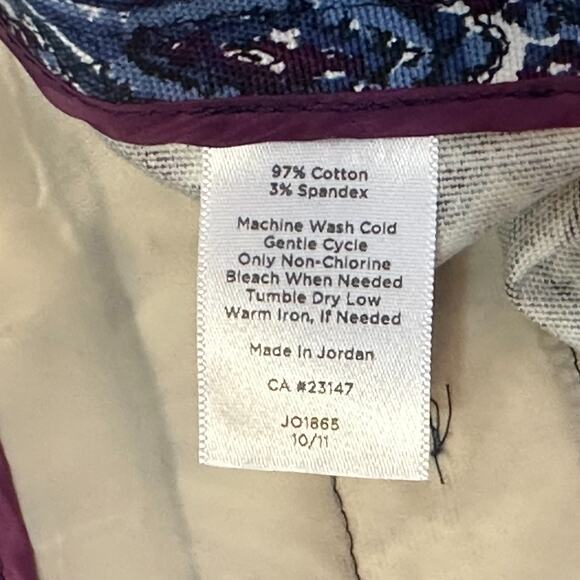 97% Cotton
3% Spandex
Machine Wash Cold
Gentle Cycle
Only Non-Chlorine
Bleach When Needed
Tumble Dry Low
Warm Iron, If Needed
Made In Jordan
CA #23147
JO1865
10/11